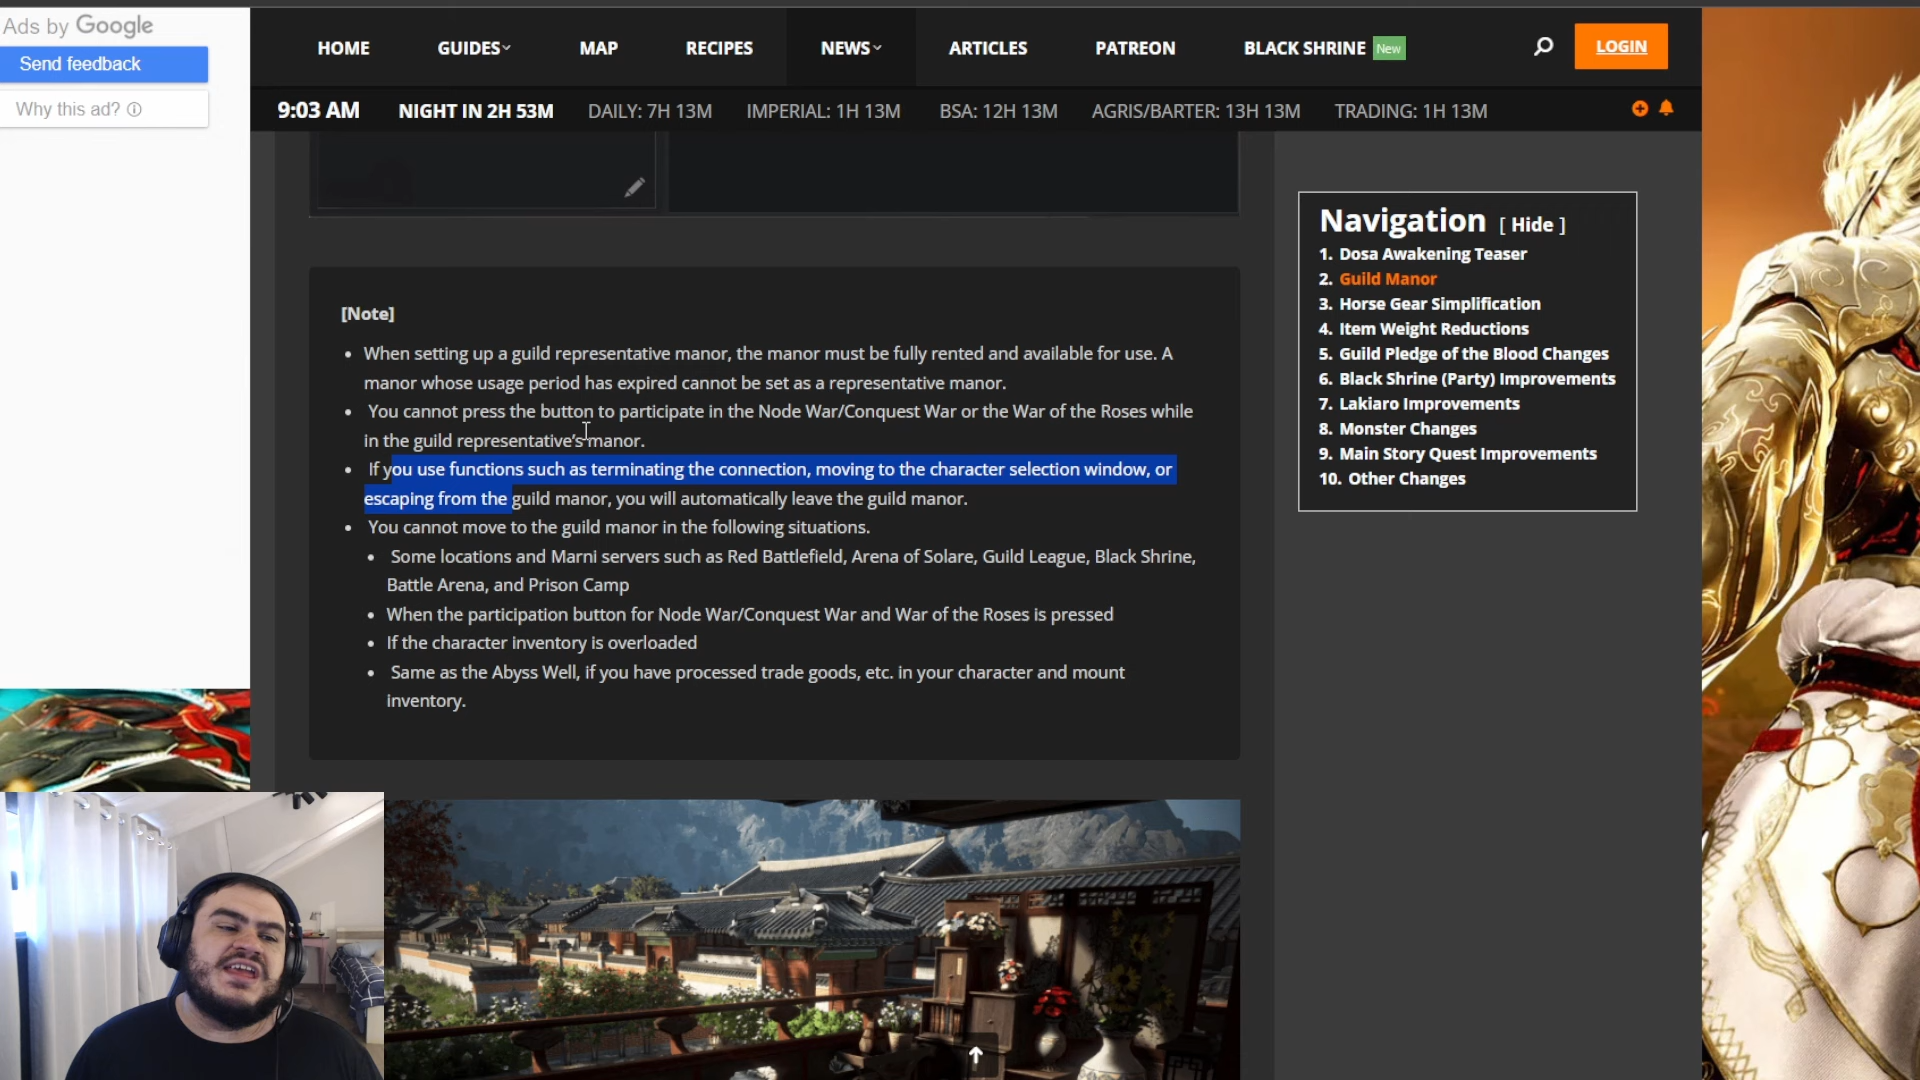 Ads by Google
Send feedback
Why this ad?
HOME GUIDES MAP RECIPES NEWS ARTICLES PATREON BLACK SHRINE New LOGIN
9:03 AM NIGHT IN 2H 53M DAILY: 7H 13M IMPERIAL: 1H 13M BSA: 12H 13M AGRIS/BARTER: 13H 13M TRADING: 1H 13M
[Note]
• When setting up a guild representative manor, the manor must be fully rented and available for use. A
manor whose usage period has expired cannot be set as a representative manor.
• You cannot press the button to participate in the Node War/Conquest War or the War of the Roses while
in the guild representative's manor.
• If you use functions such as terminating the connection, moving to the character selection window, or
escaping from the guild manor, you will automatically leave the guild manor.
• You cannot move to the guild manor in the following situations.
• Some locations and Marni servers such as Red Battlefield, Arena of Solare, Guild League, Black Shrine,
Battle Arena, and Prison Camp
• When the participation button for Node War/Conquest War and War of the Roses is pressed
• If the character inventory is overloaded
• Same as the Abyss Well, if you have processed trade goods, etc. in your character and mount
inventory.
Navigation [ Hide ]
1. Dosa Awakening Teaser
2. Guild Manor
3. Horse Gear Simplification
4. Item Weight Reductions
5. Guild Pledge of the Blood Changes
6. Black Shrine (Party) Improvements
7. Lakiaro Improvements
8. Monster Changes
9. Main Story Quest Improvements
10. Other Changes